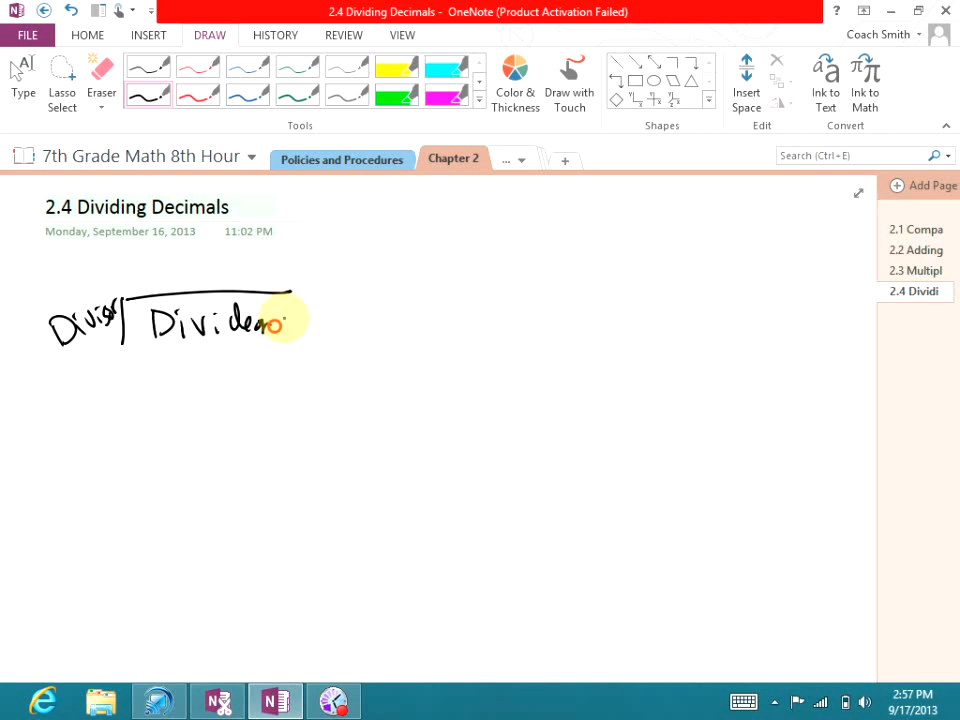 2.4 Dividing Decimals - OneNote (Product Activation Failed)
?
FILE HOME INSERT DRAW HISTORY REVIEW VIEW
Coach Smith
Type
Lasso Select
Eraser
Color & Thickness
Draw with Touch
Insert Space
Ink to Text
Ink to Math
Tools
Shapes
Edit
Convert
7th Grade Math 8th Hour
Policies and Procedures
Chapter 2
...
Search (Ctrl+E)
Add Page
2.4 Dividing Decimals
Monday, September 16, 2013 11:02 PM
2.1 Compa
2.2 Adding
2.3 Multipl
2.4 Dividi
Divisor Dividen
2:57 PM
9/17/2013